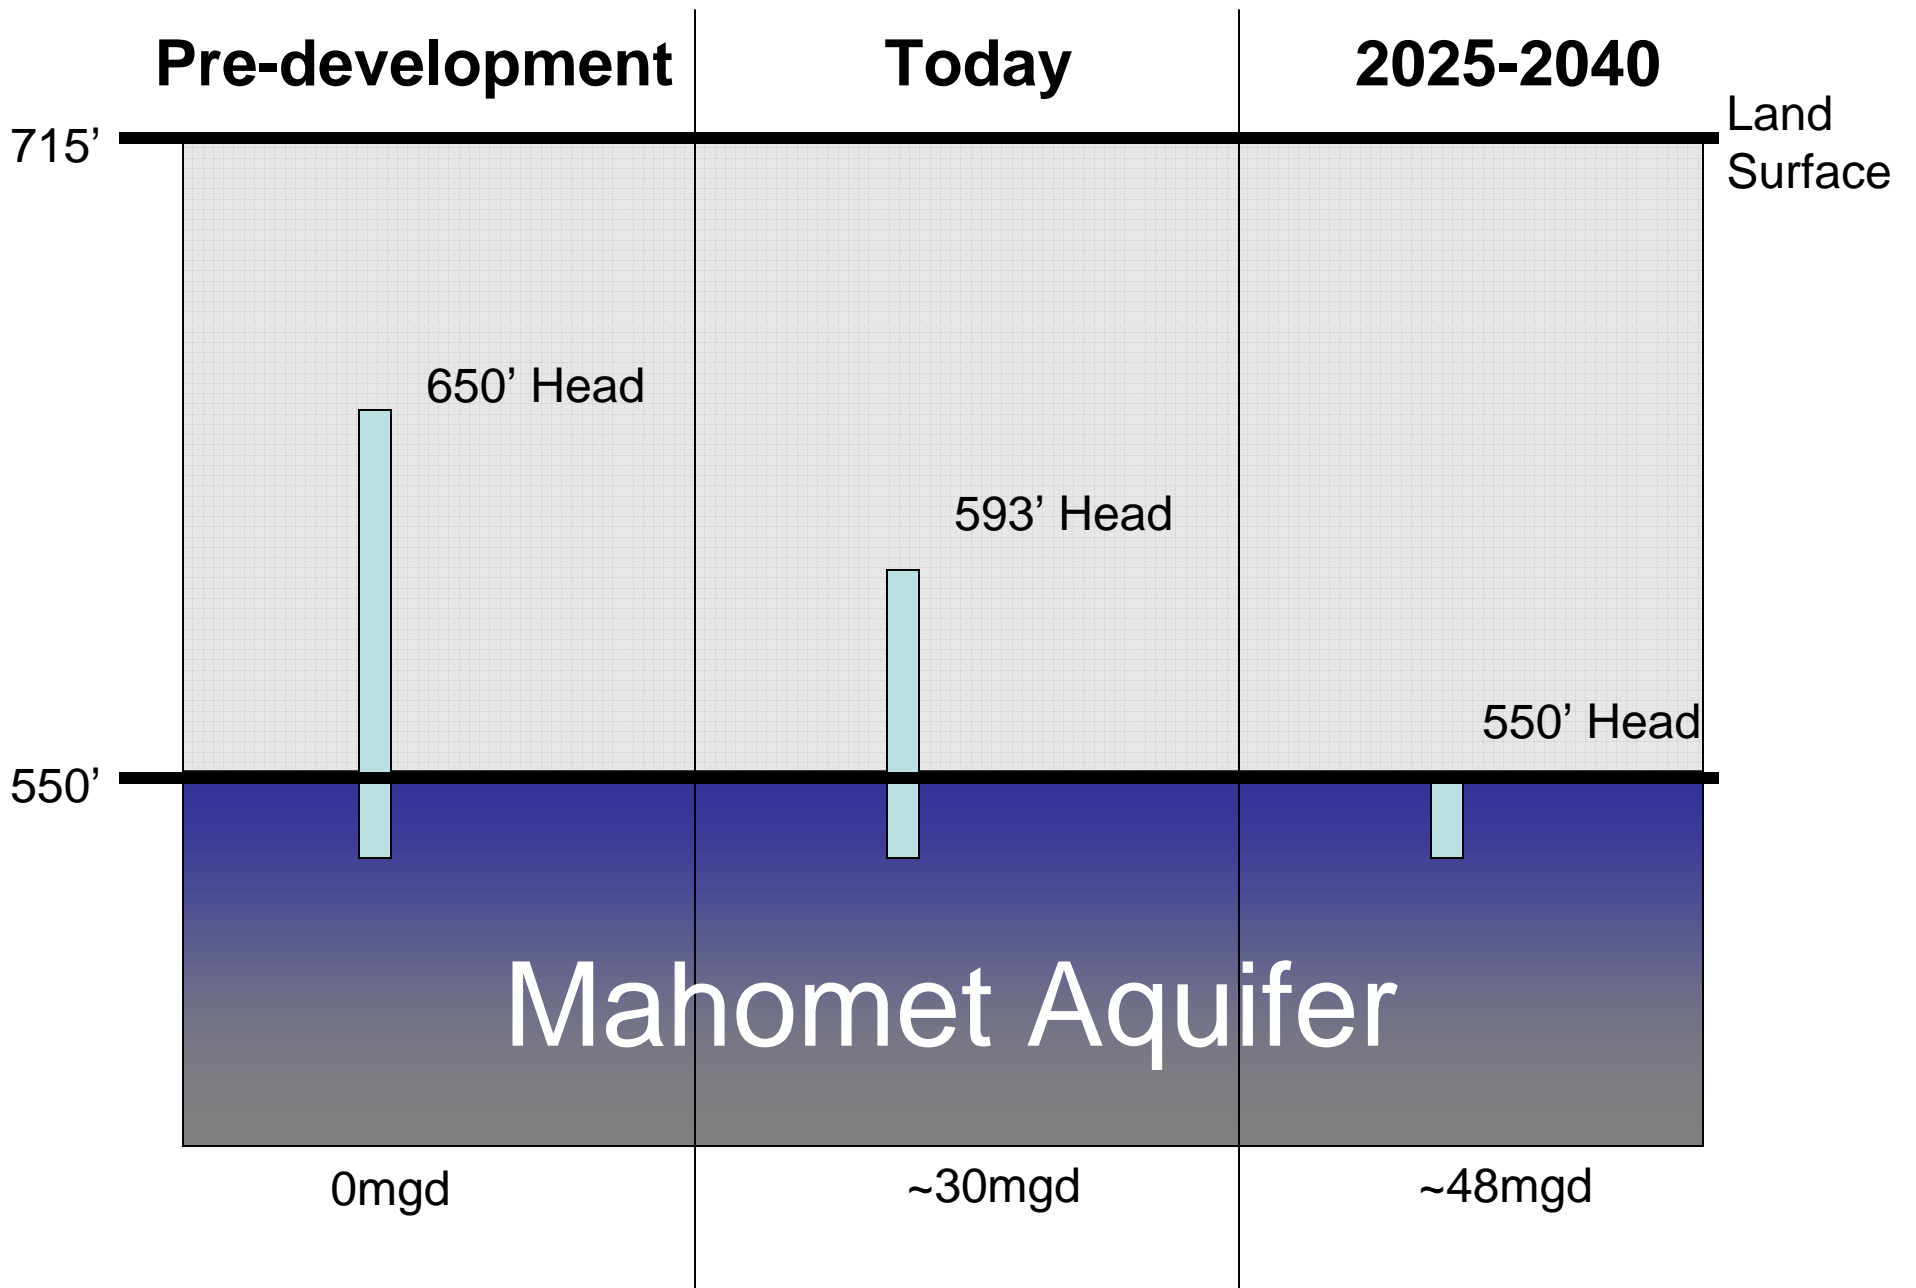 Pre-development
Today
2025-2040
715’
Land
Surface
650’ Head
593’ Head
550’ Head
550’
Mahomet Aquifer
0mgd
~30mgd
~48mgd